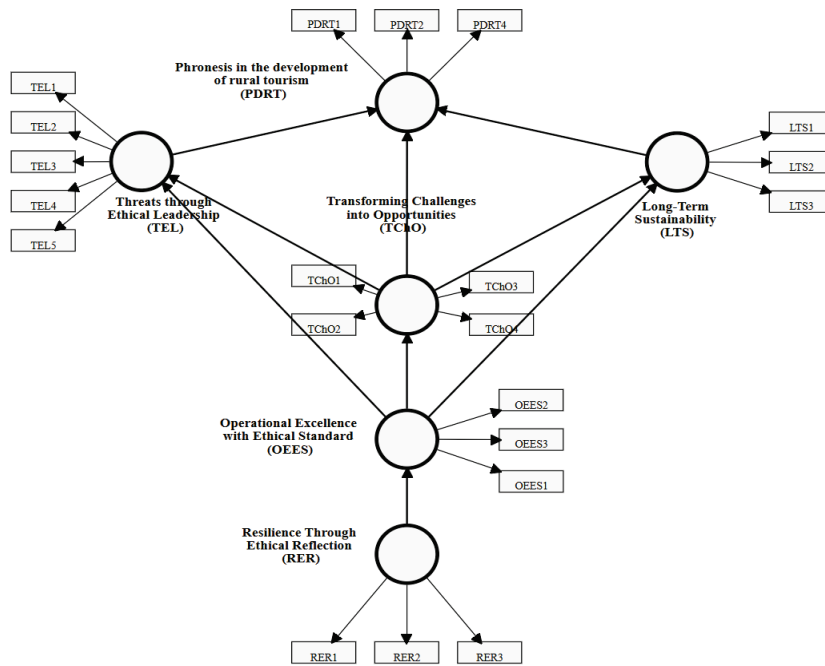 PDRT1
PDRT2
PDRT4
Phronesis in the development
of rural tourism
(PDRT)
TEL1
TEL2
TEL3
TEL4
TEL5
Threats through
Ethical Leadership
(TEL)
Transforming Challenges
into Opportunities
(TChO)
LTS1
LTS2
LTS3
Long-Term
Sustainability
(LTS)
TChO1
TChO2
TChO3
TChO4
Operational Excellence
with Ethical Standard
(OEES)
OEES2
OEES3
OEES1
Resilience Through
Ethical Reflection
(RER)
RER1
RER2
RER3